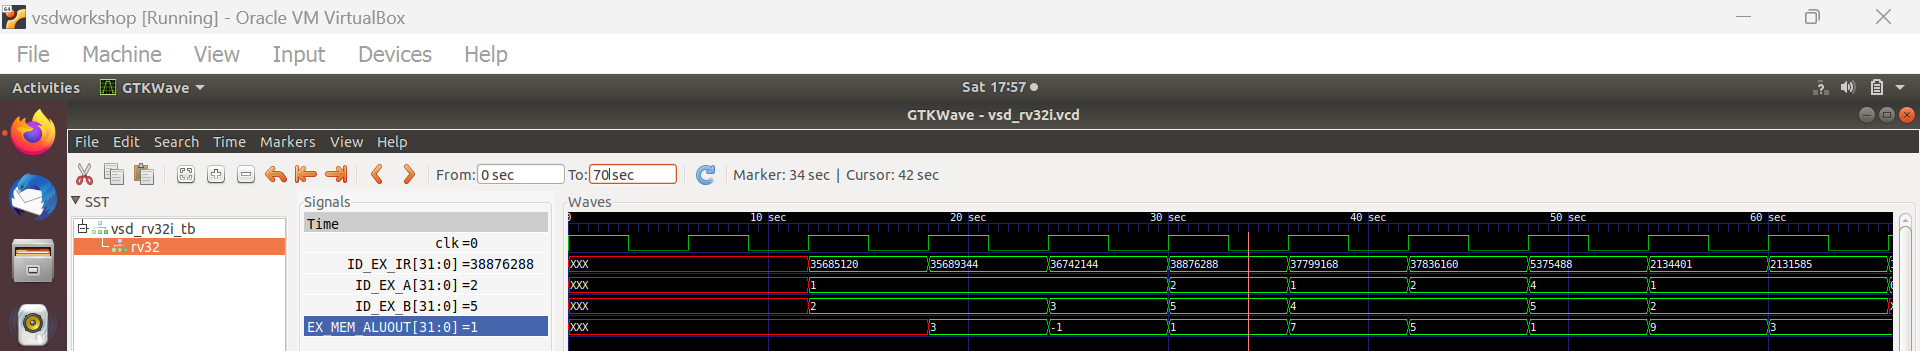 vsdworkshop [Running] - Oracle VM VirtualBox
File Machine View Input Devices Help
Activities GTKWave Sat 17:57
GTKWave - vsd_rv32i.vcd
File Edit Search Time Markers View Help
From: 0 sec To: 70 sec Marker: 34 sec | Cursor: 42 sec
SST
vsd_rv32i_tb
rv32
Signals
Time
clk=0
ID_EX_IR[31:0]=38876288
ID_EX_A[31:0]=2
ID_EX_B[31:0]=5
EX_MEM_ALUOUT[31:0]=1
Waves
0 10 sec 20 sec 30 sec 40 sec 50 sec 60 sec
XXX 35685120 35689344 36742144 38876288 37799168 37836160 5375488 2134401 2131585
XXX 1 2 1 2 4 1
XXX 2 3 5 4 5 2
XXX 3 -1 1 7 5 1 9 3